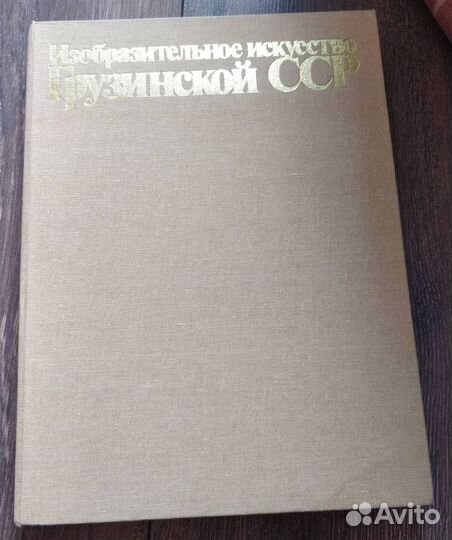 Изобразительное искусство
Грузинской ССР
Avito